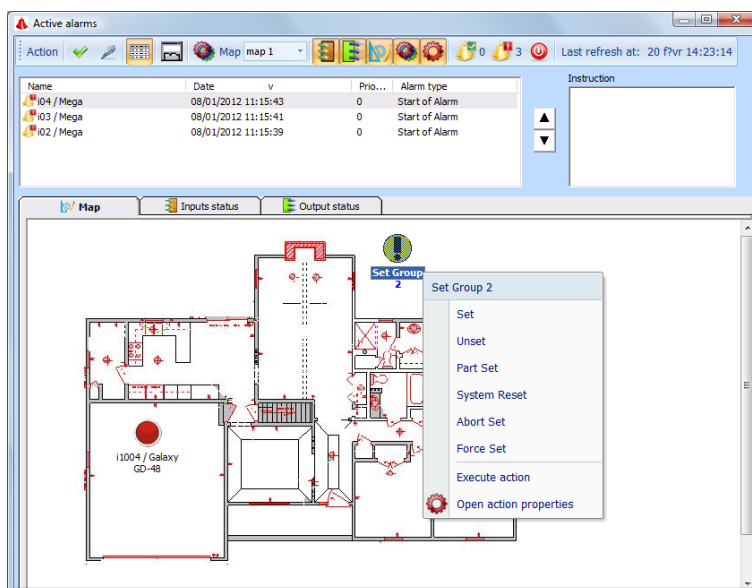 Active alarms
Action Map map 1 0 3 Last refresh at: 20 f?vr 14:23:14
Name Date v Prio... Alarm type
i04 / Mega 08/01/2012 11:15:43 0 Start of Alarm
i03 / Mega 08/01/2012 11:15:41 0 Start of Alarm
i02 / Mega 08/01/2012 11:15:39 0 Start of Alarm
Instruction
Map Inputs status Output status
Set Group
2
i1004 / Galaxy
GD-48
Set Group 2
Set
Unset
Part Set
System Reset
Abort Set
Force Set
Execute action
Open action properties